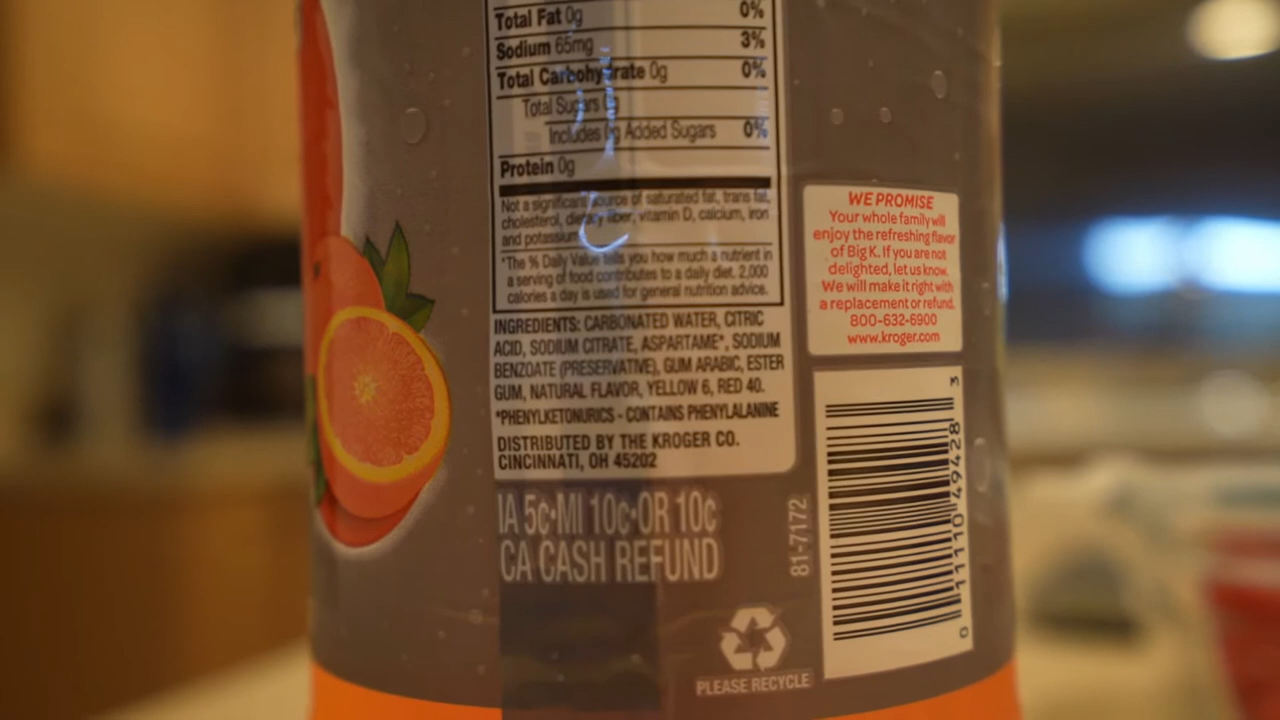 Total Fat 0g 0%
Sodium 65mg 3%
Total Carbohydrate 0g 0%
Total Sugars 0g
Includes 0g Added Sugars 0%
Protein 0g
Not a significant source of saturated fat, trans fat,
cholesterol, dietary fiber, vitamin D, calcium, iron
and potassium.
*The % Daily Value tells you how much a nutrient in
a serving of food contributes to a daily diet. 2,000
calories a day is used for general nutrition advice.
INGREDIENTS: CARBONATED WATER, CITRIC
ACID, SODIUM CITRATE, ASPARTAME*, SODIUM
BENZOATE (PRESERVATIVE), GUM ARABIC, ESTER
GUM, NATURAL FLAVOR, YELLOW 6, RED 40.
*PHENYLKETONURICS - CONTAINS PHENYLALANINE
DISTRIBUTED BY THE KROGER CO.
CINCINNATI, OH 45202
IA 5¢•MI 10¢•OR 10¢
CA CASH REFUND
81-7172
PLEASE RECYCLE
WE PROMISE
Your whole family will
enjoy the refreshing flavor
of Big K. If you are not
delighted, let us know.
We will make it right with
a replacement or refund.
800-632-6900
www.kroger.com
0 11110 49428 3